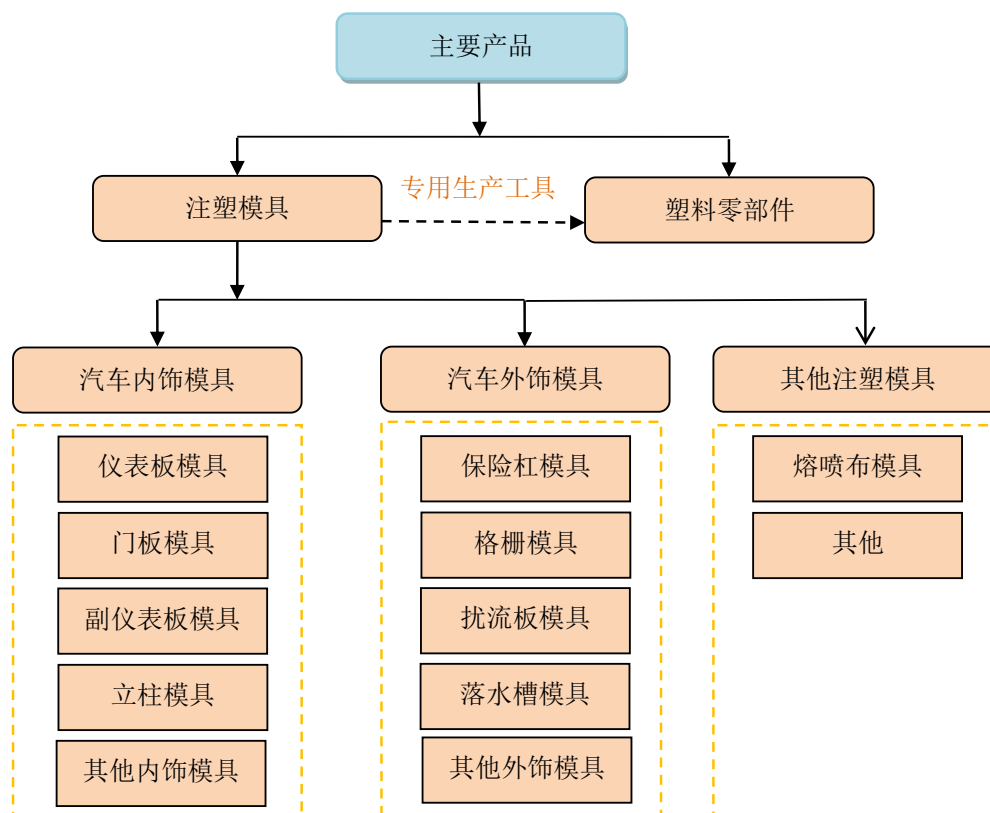 主要产品
专用生产工具
注塑模具
塑料零部件
汽车内饰模具
汽车外饰模具
其他注塑模具
仪表板模具
门板模具
副仪表板模具
立柱模具
其他内饰模具
保险杠模具
格栅模具
扰流板模具
落水槽模具
其他外饰模具
熔喷布模具
其他